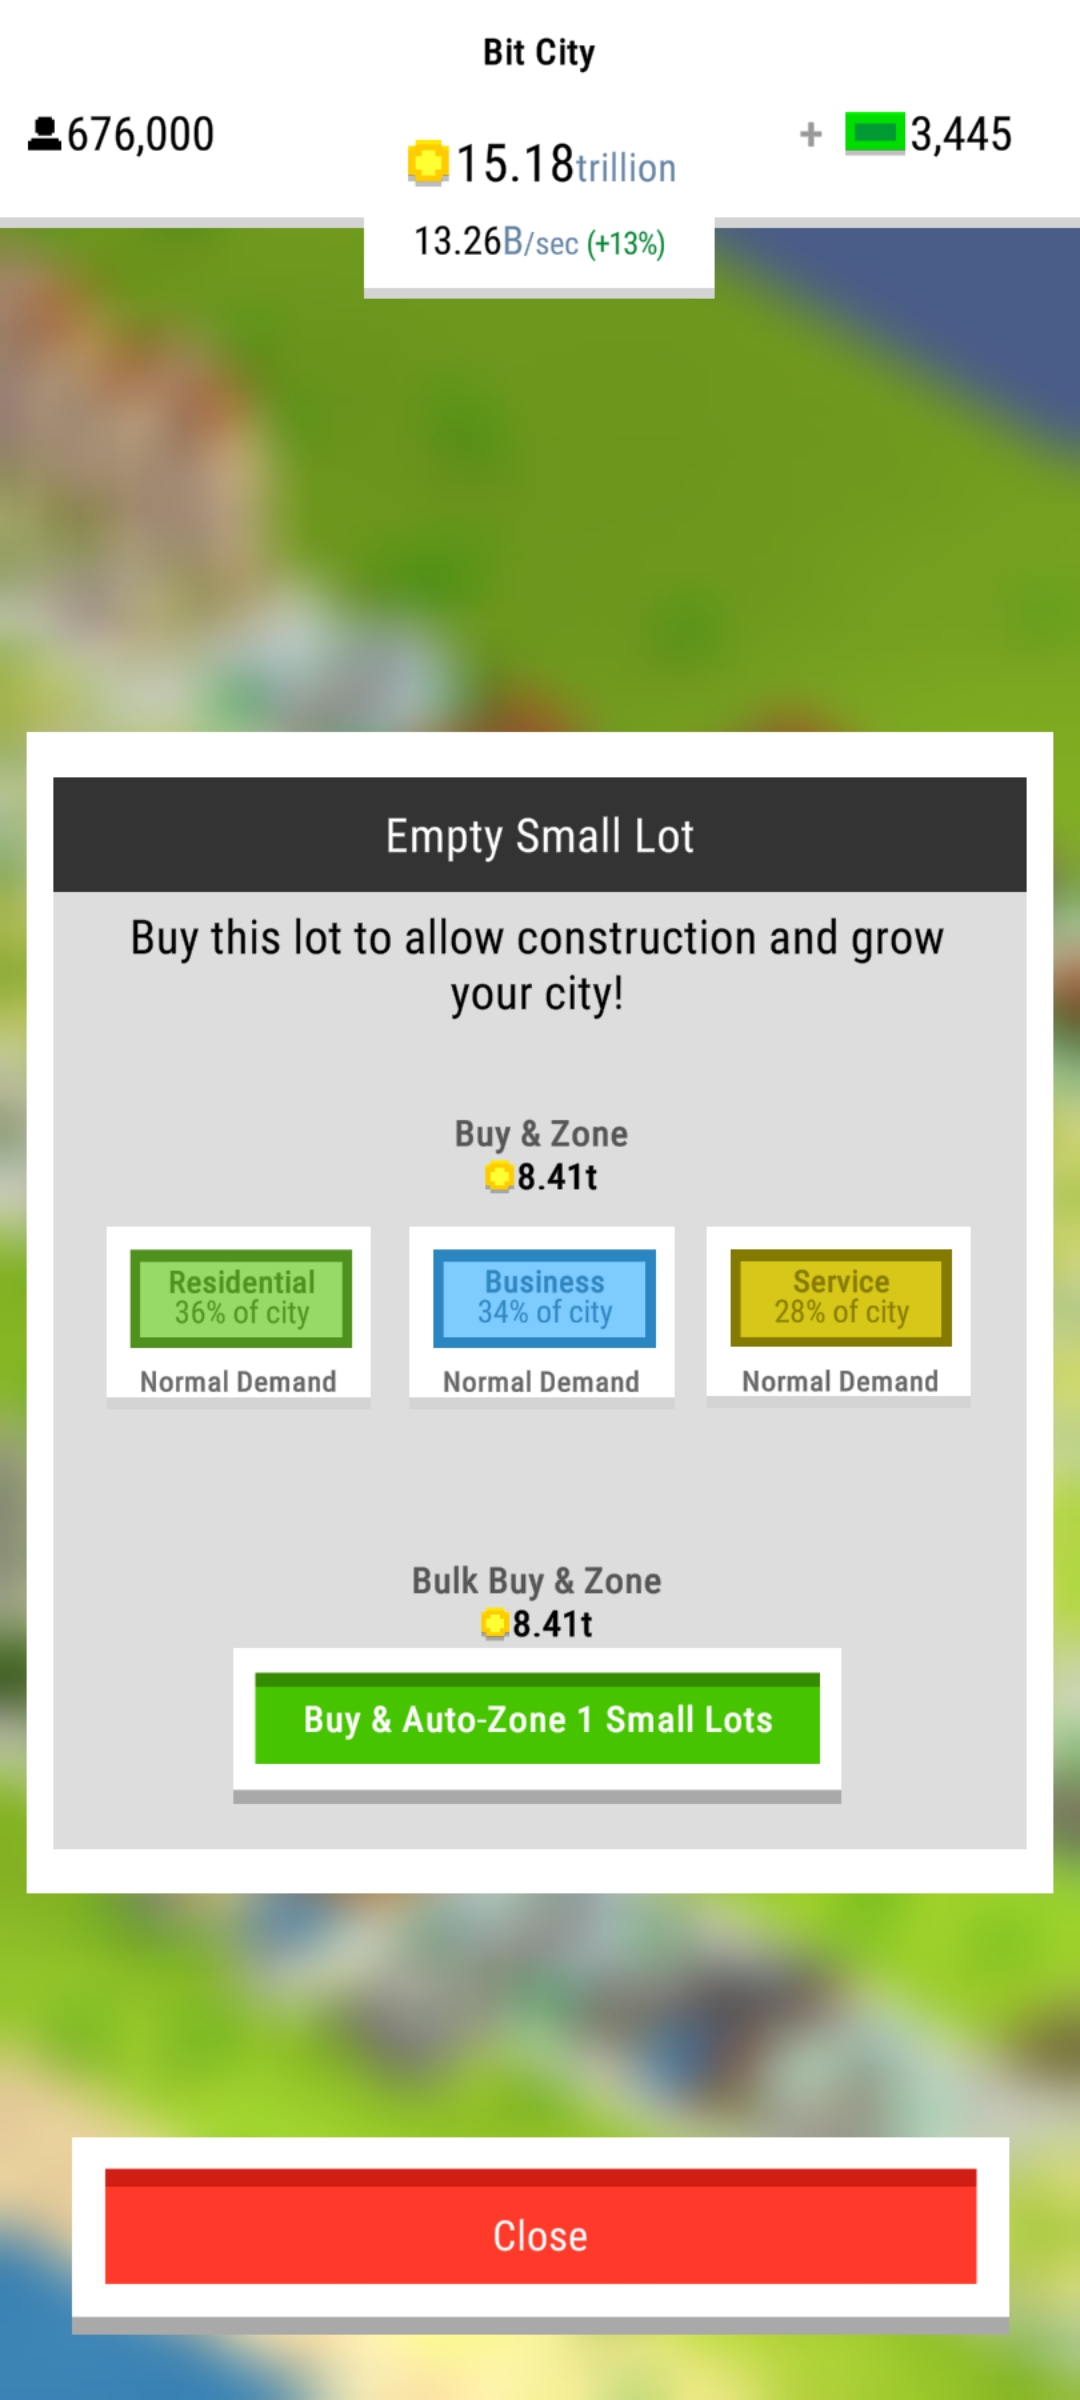 Bit City
676,000
15.18trillion
+ 3,445
13.26B/sec (+13%)
Empty Small Lot
Buy this lot to allow construction and grow
your city!
Buy & Zone
8.41t
Residential
36% of city
Normal Demand
Business
34% of city
Normal Demand
Service
28% of city
Normal Demand
Bulk Buy & Zone
8.41t
Buy & Auto-Zone 1 Small Lots
Close